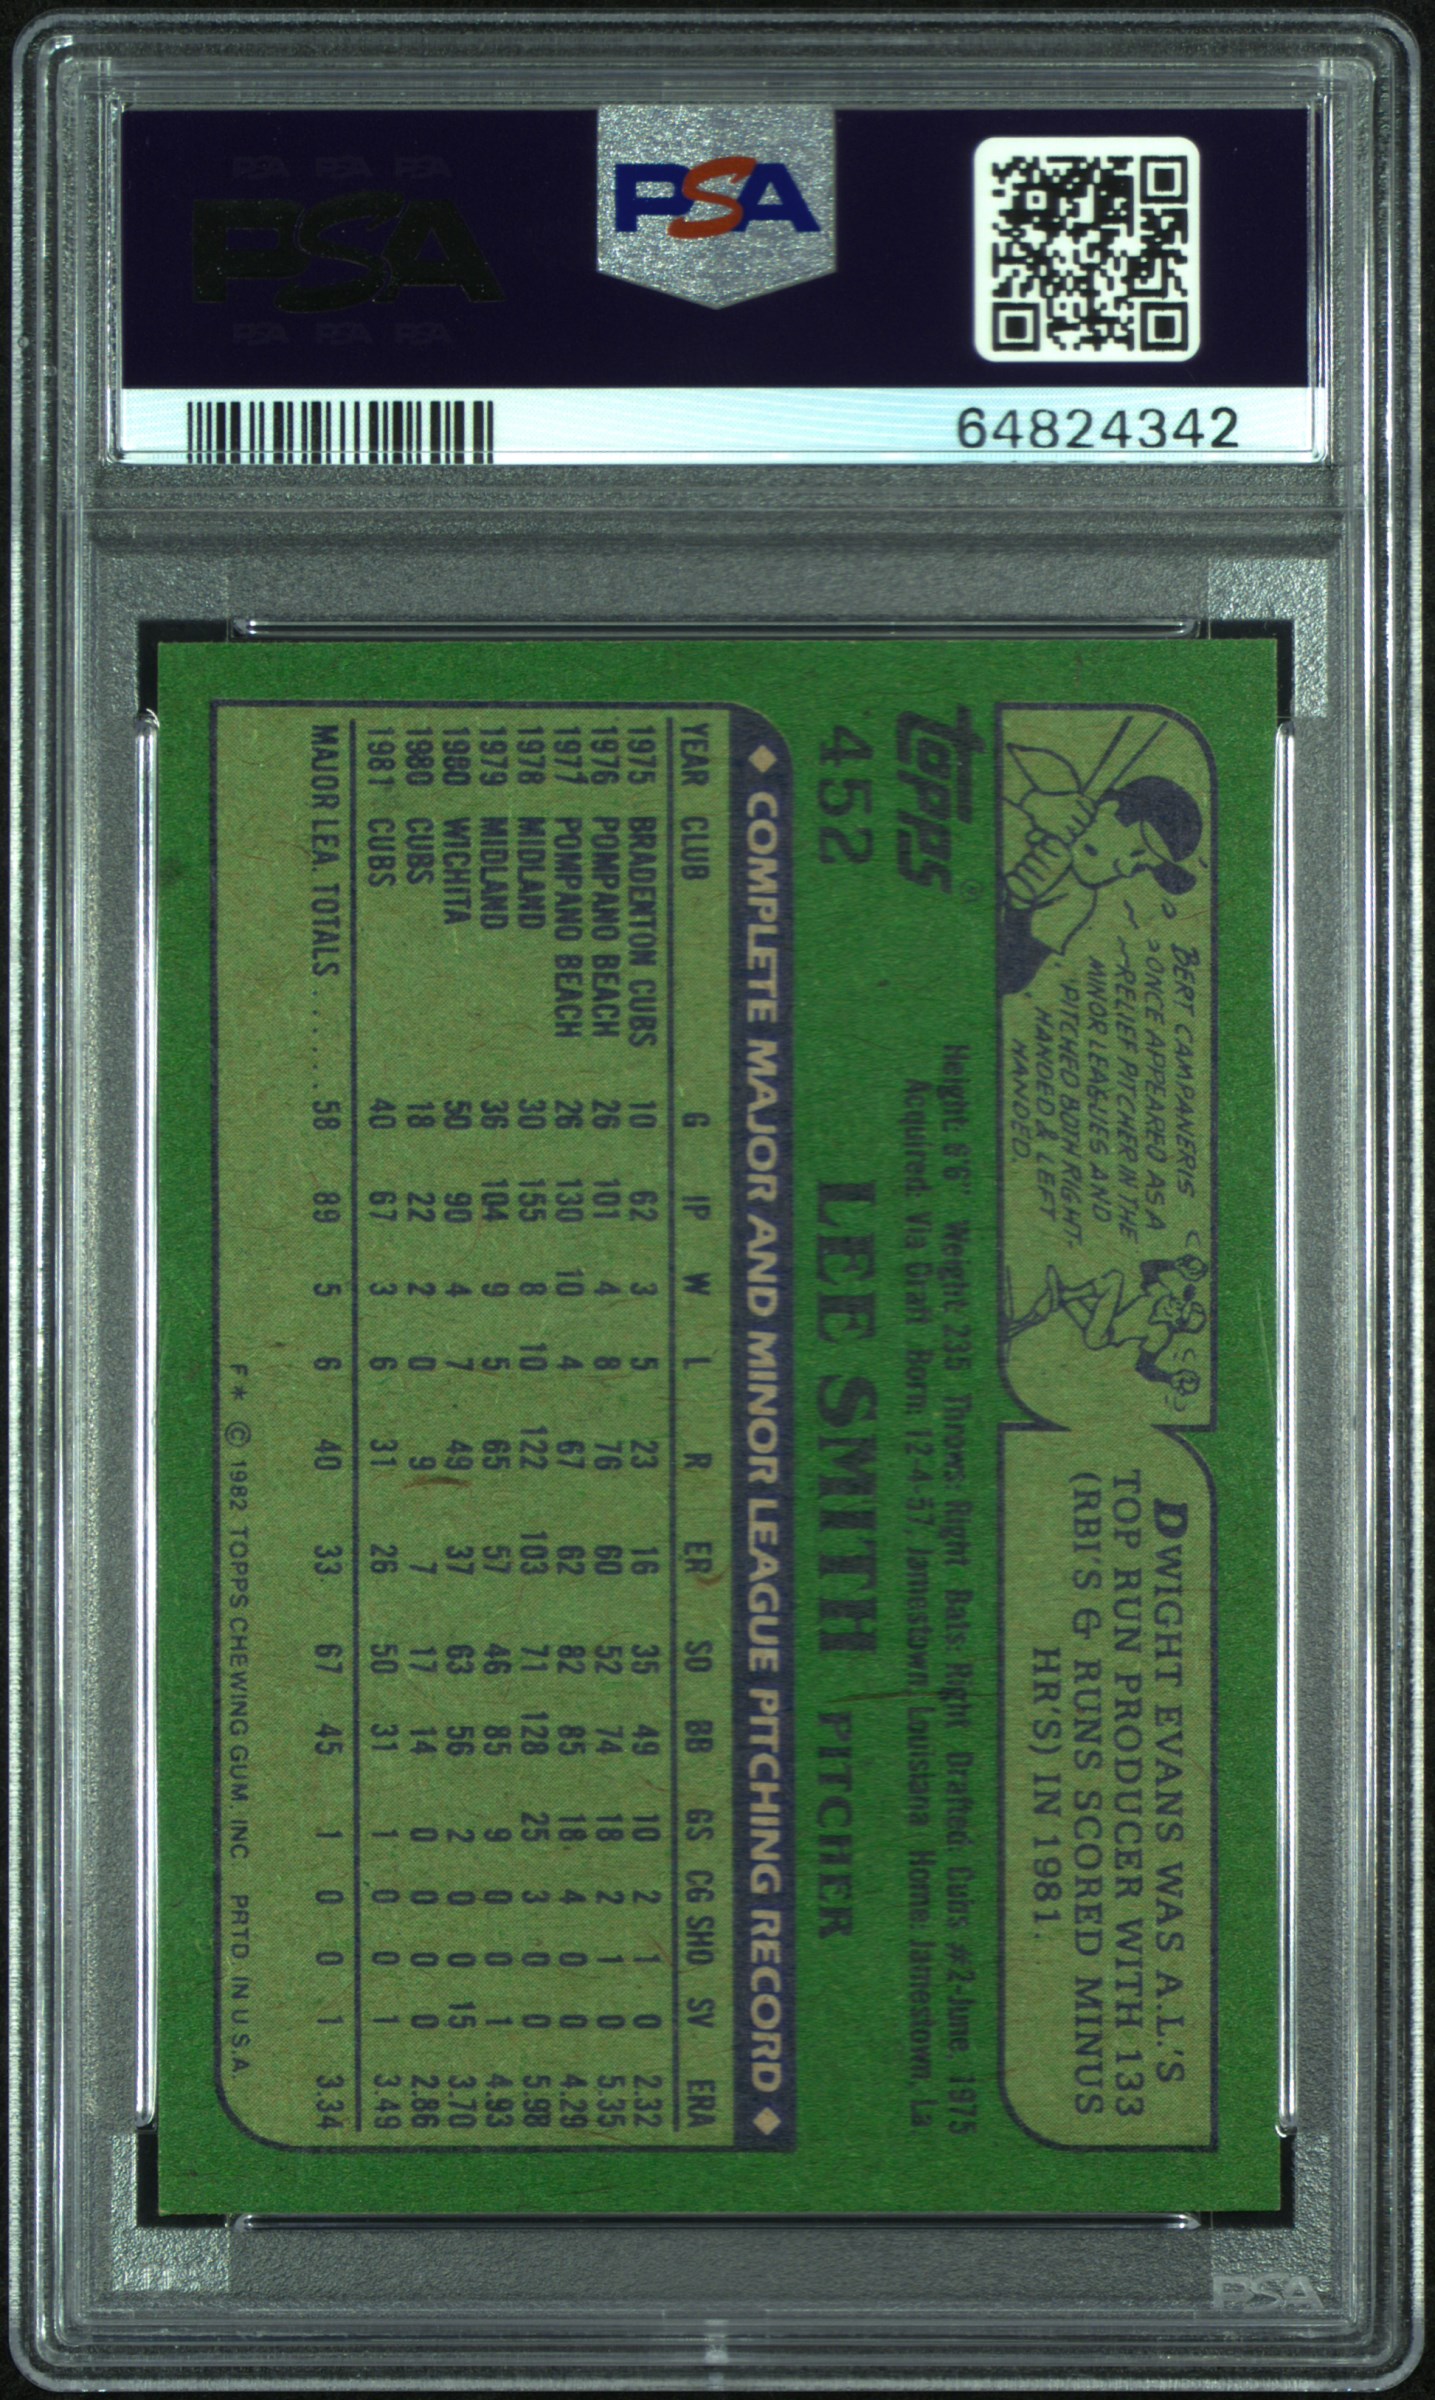 PSA PSA PSA
PSA
PSA PSA PSA
PSA
64824342
BERT CAMPANERIS
ONCE APPEARED AS A
RELIEF PITCHER IN THE
MINOR LEAGUES AND
PITCHED BOTH RIGHT-
HANDED & LEFT
HANDED.
DWIGHT EVANS WAS A.L.'S
TOP RUN PRODUCER WITH 133
(RBI'S & RUNS SCORED MINUS
HR'S) IN 1981.
TOPPS ®
452
Height: 6'6" Weight: 235 Throws: Right Bats: Right Drafted: Cubs #2-June, 1975
Acquired: Via Draft Born: 12-4-57, Jamestown, Louisiana Home: Jamestown, La
LEE SMITH PITCHER
◆ COMPLETE MAJOR AND MINOR LEAGUE PITCHING RECORD ◆
YEAR CLUB G IP W L R ER SO BB GS CG SHO SV ERA
1975 BRADENTON CUBS 10 62 3 5 23 16 35 49 10 2 1 0 2.32
1976 POMPANO BEACH 26 101 4 8 76 60 52 74 18 2 1 0 5.35
1977 POMPANO BEACH 26 130 10 4 67 62 82 85 18 4 0 0 4.29
1978 MIDLAND 30 155 8 10 122 103 71 128 25 3 0 0 5.98
1979 MIDLAND 36 104 9 5 65 57 46 85 9 0 0 1 4.93
1980 WICHITA 50 90 4 7 49 37 63 56 2 0 0 15 3.70
1980 CUBS 18 22 2 0 9 7 17 14 0 0 0 0 2.86
1981 CUBS 40 67 3 6 31 26 50 31 1 0 0 1 3.49
MAJOR LEA. TOTALS ....... 58 89 5 6 40 33 67 45 1 0 0 1 3.34
F* © 1982 TOPPS CHEWING GUM, INC. PRTD. IN U.S.A.
PSA